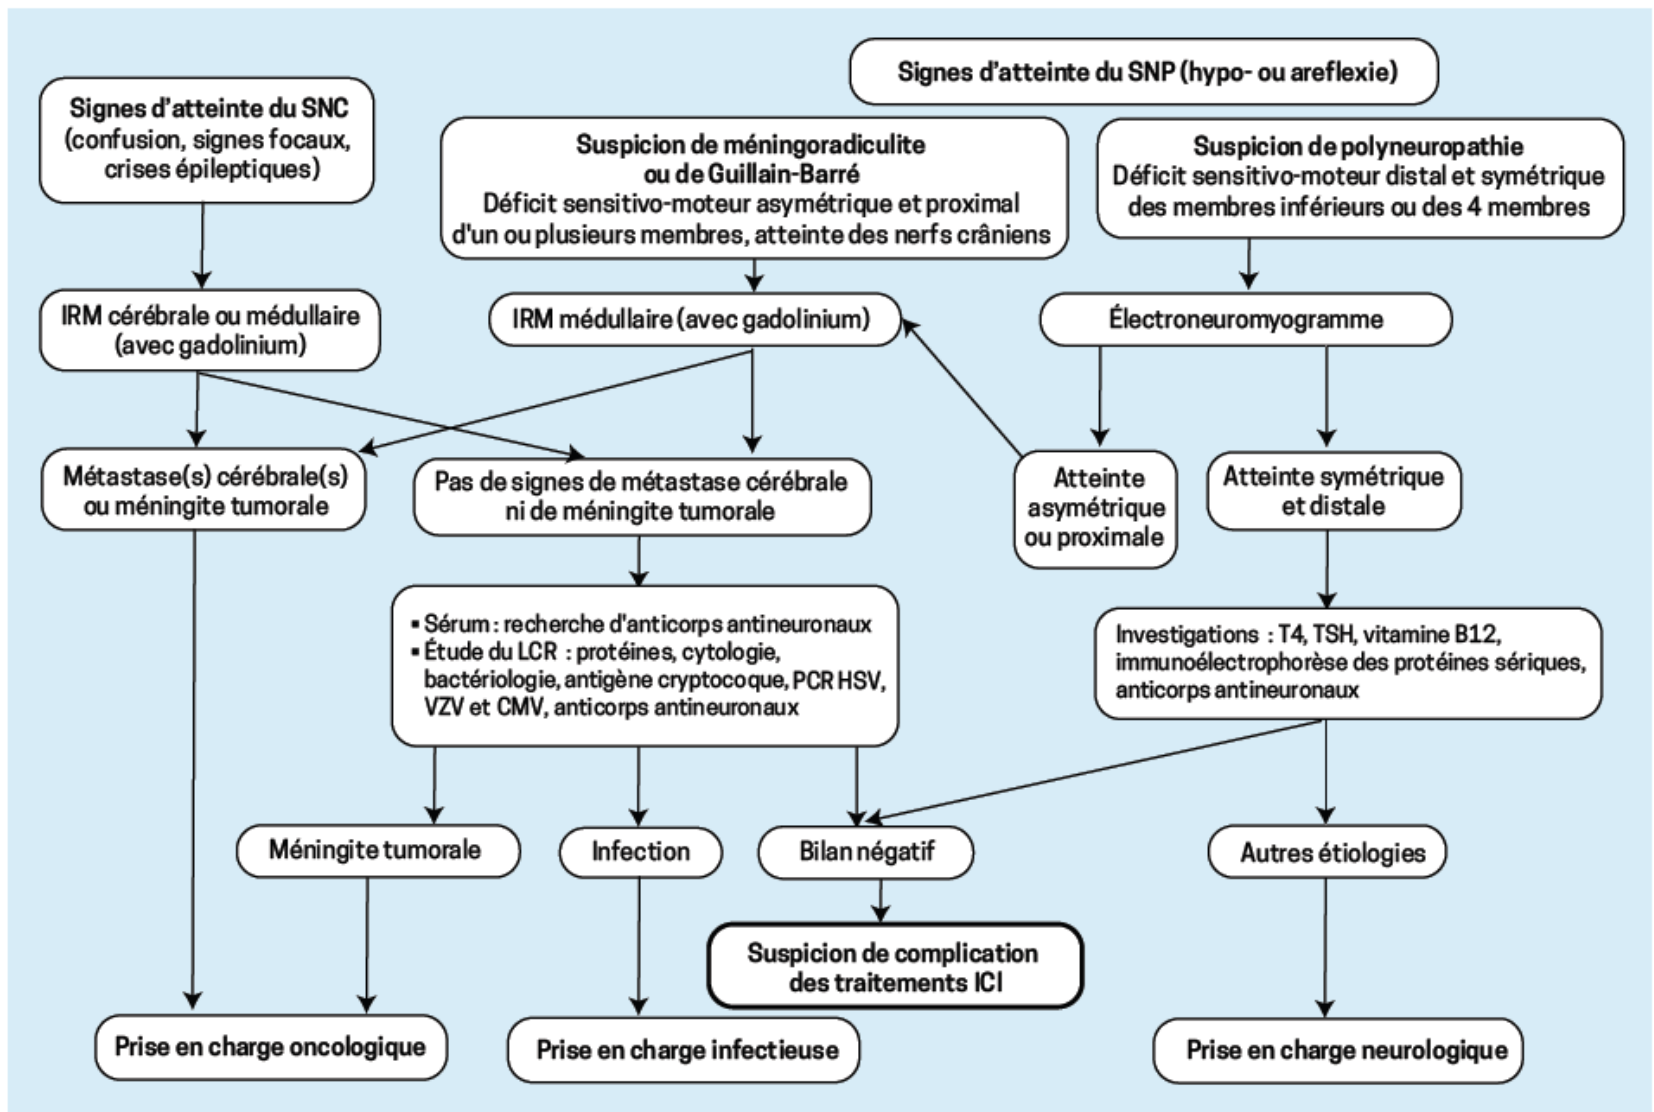 Signes d'atteinte du SNP (hypo- ou areflexie)
Signes d'atteinte du SNC
(confusion, signes focaux,
crises épileptiques)
Suspicion de méningoradiculite
ou de Guillain-Barré
Déficit sensitivo-moteur asymétrique et proximal
d'un ou plusieurs membres, atteinte des nerfs crâniens
Suspicion de polyneuropathie
Déficit sensitivo-moteur distal et symétrique
des membres inférieurs ou des 4 membres
IRM cérébrale ou médullaire
(avec gadolinium)
IRM médullaire (avec gadolinium)
Électroneuromyogramme
Métastase(s) cérébrale(s)
ou méningite tumorale
Pas de signes de métastase cérébrale
ni de méningite tumorale
Atteinte
asymétrique
ou proximale
Atteinte symétrique
et distale
▪ Sérum : recherche d'anticorps antineuronaux
▪ Étude du LCR : protéines, cytologie,
bactériologie, antigène cryptocoque, PCR HSV,
VZV et CMV, anticorps antineuronaux
Investigations : T4, TSH, vitamine B12,
immunoélectrophorèse des protéines sériques,
anticorps antineuronaux
Méningite tumorale
Infection
Bilan négatif
Autres étiologies
Suspicion de complication
des traitements ICI
Prise en charge oncologique
Prise en charge infectieuse
Prise en charge neurologique